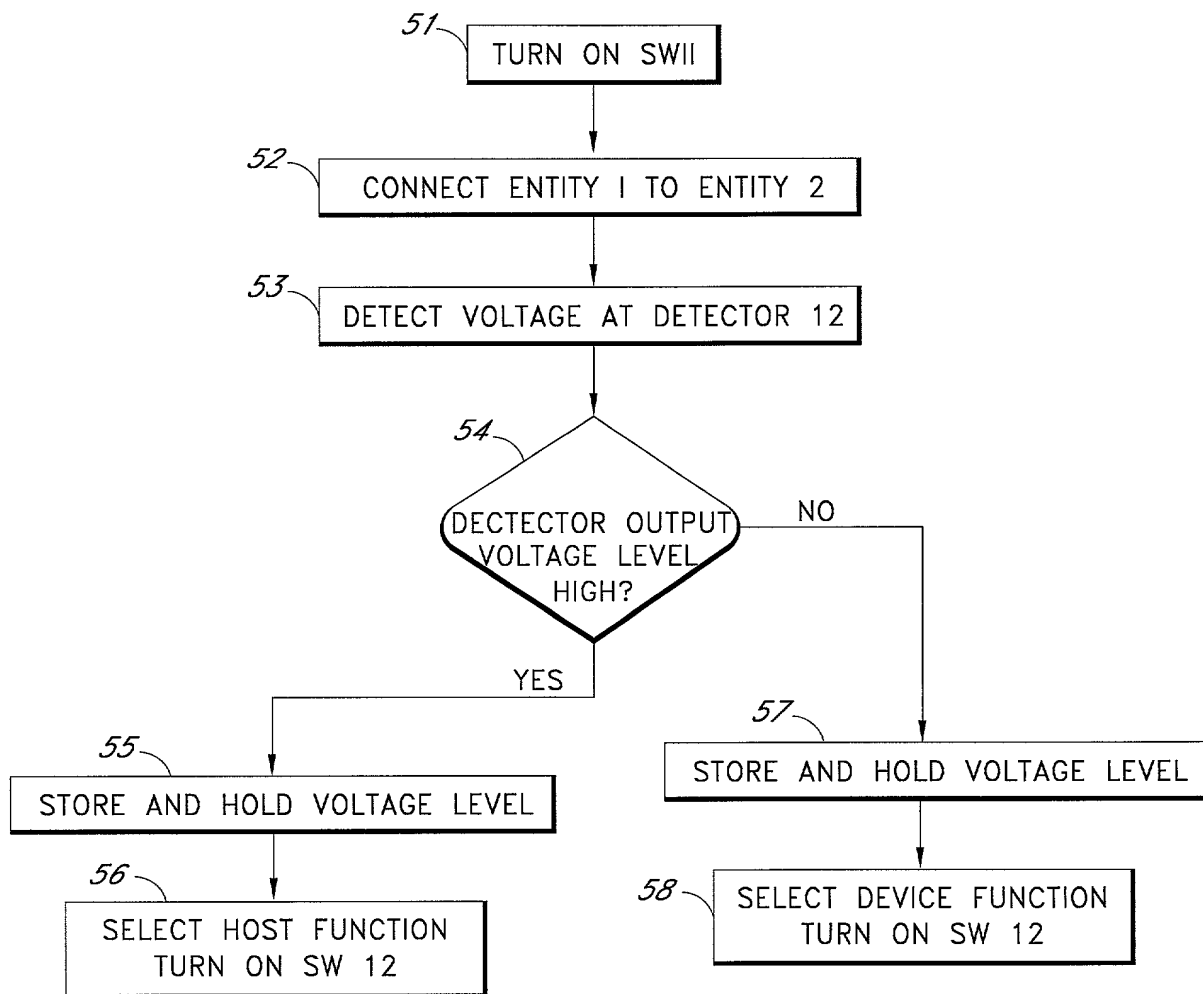 51
TURN ON SW11
52
CONNECT ENTITY 1 TO ENTITY 2
53
DETECT VOLTAGE AT DETECTOR 12
54
DECTECTOR OUTPUT
VOLTAGE LEVEL
HIGH?
NO
YES
55
STORE AND HOLD VOLTAGE LEVEL
57
STORE AND HOLD VOLTAGE LEVEL
56
SELECT HOST FUNCTION
TURN ON SW 12
58
SELECT DEVICE FUNCTION
TURN ON SW 12